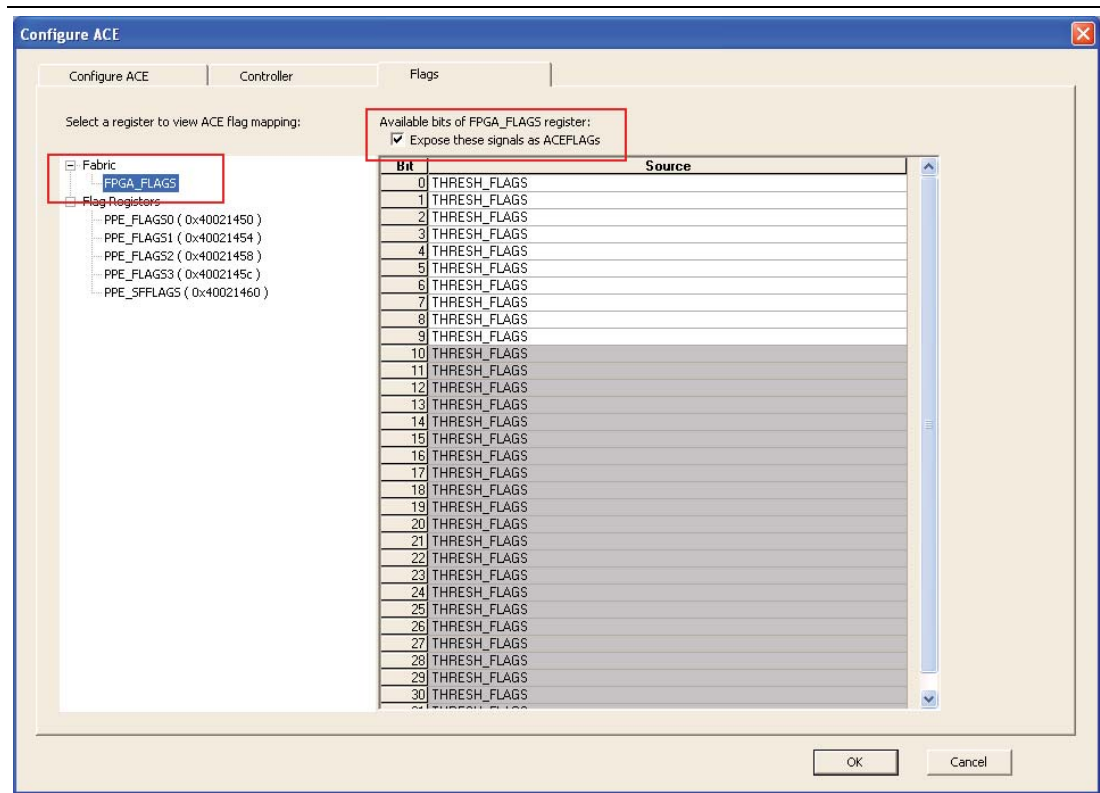 Configure ACE
Configure ACE
Controller
Flags
Select a register to view ACE flag mapping:
Available bits of FPGA_FLAGS register:
Expose these signals as ACEFLAGs
Fabric
FPGA_FLAGS
Flag Registers
PPE_FLAGS0 ( 0x40021450 )
PPE_FLAGS1 ( 0x40021454 )
PPE_FLAGS2 ( 0x40021458 )
PPE_FLAGS3 ( 0x4002145c )
PPE_SFFLAGS ( 0x40021460 )
Bit Source
0 THRESH_FLAGS
1 THRESH_FLAGS
2 THRESH_FLAGS
3 THRESH_FLAGS
4 THRESH_FLAGS
5 THRESH_FLAGS
6 THRESH_FLAGS
7 THRESH_FLAGS
8 THRESH_FLAGS
9 THRESH_FLAGS
10 THRESH_FLAGS
11 THRESH_FLAGS
12 THRESH_FLAGS
13 THRESH_FLAGS
14 THRESH_FLAGS
15 THRESH_FLAGS
16 THRESH_FLAGS
17 THRESH_FLAGS
18 THRESH_FLAGS
19 THRESH_FLAGS
20 THRESH_FLAGS
21 THRESH_FLAGS
22 THRESH_FLAGS
23 THRESH_FLAGS
24 THRESH_FLAGS
25 THRESH_FLAGS
26 THRESH_FLAGS
27 THRESH_FLAGS
28 THRESH_FLAGS
29 THRESH_FLAGS
30 THRESH_FLAGS
OK
Cancel